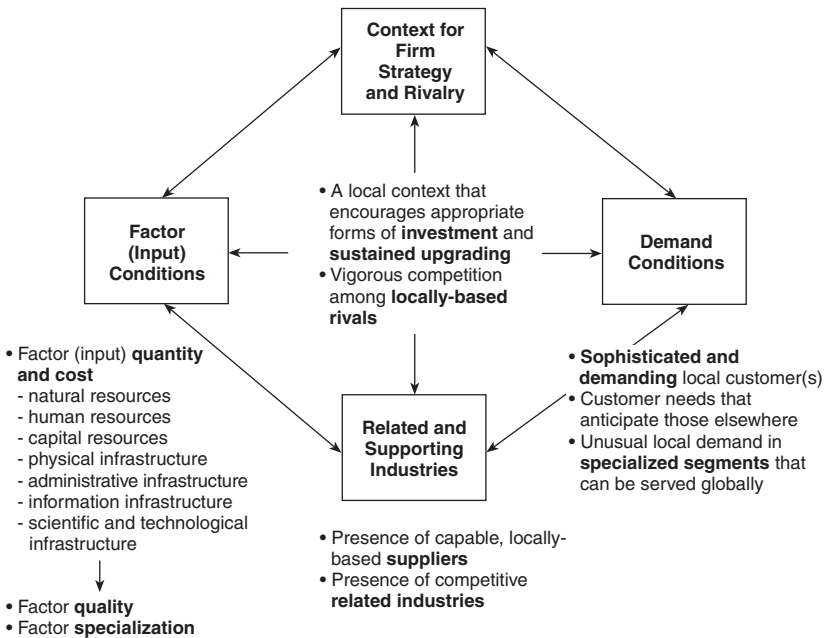 Context for
Firm
Strategy
and Rivalry
• A local context that
encourages appropriate
forms of investment and
sustained upgrading
• Vigorous competition
among locally-based
rivals
Factor
(Input)
Conditions
Demand
Conditions
• Factor (input) quantity
and cost
- natural resources
- human resources
- capital resources
- physical infrastructure
- administrative infrastructure
- information infrastructure
- scientific and technological
infrastructure
• Factor quality
• Factor specialization
Related and
Supporting
Industries
• Presence of capable, locally-
based suppliers
• Presence of competitive
related industries
• Sophisticated and
demanding local customer(s)
• Customer needs that
anticipate those elsewhere
• Unusual local demand in
specialized segments that
can be served globally